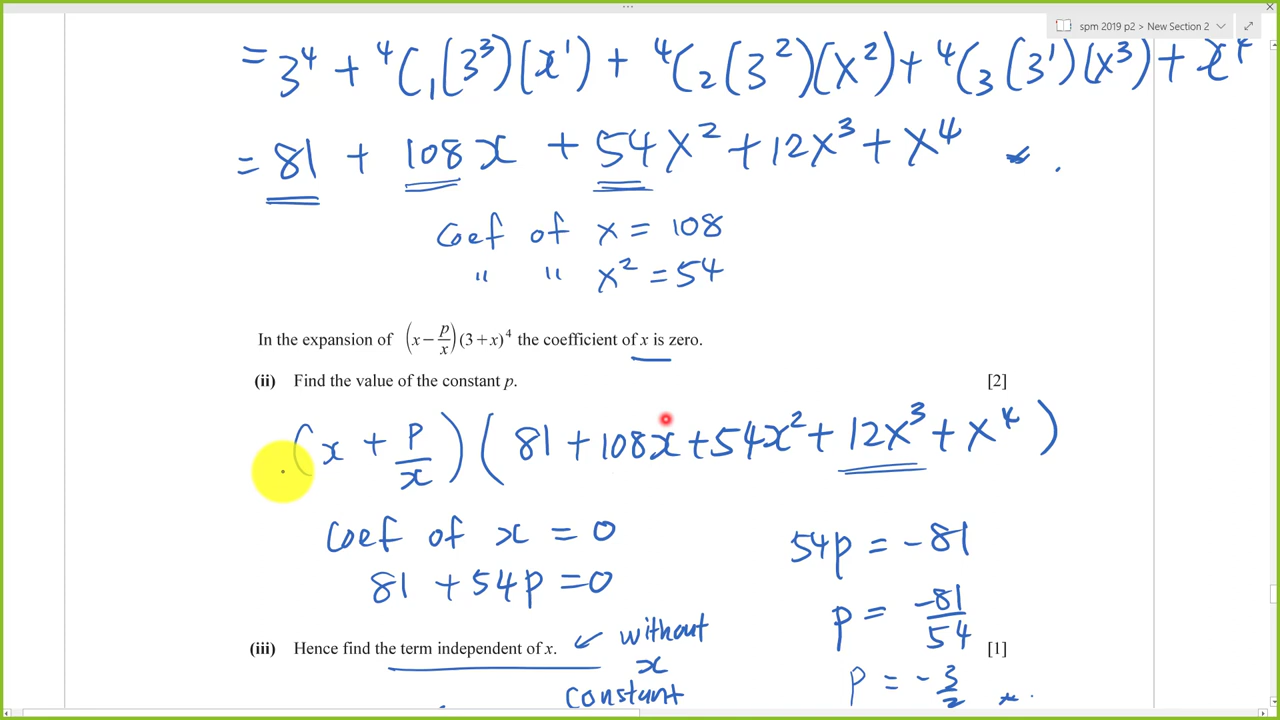 spm 2019 p2 > New Section 2
= 3⁴ + ⁴C₁(3³)(x¹) + ⁴C₂(3²)(x²) + ⁴C₃(3¹)(x³) + x⁴
= 81 + 108x + 54x² + 12x³ + x⁴
Coef of x = 108
" " x² = 54
In the expansion of (x − p/x)(3 + x)⁴ the coefficient of x is zero.
(ii) Find the value of the constant p. [2]
(x + p/x)(81 + 108x + 54x² + 12x³ + x⁴)
Coef of x = 0
81 + 54p = 0
54p = -81
p = -81/54
p = -3/2
(iii) Hence find the term independent of x. [1]
without
x
constant